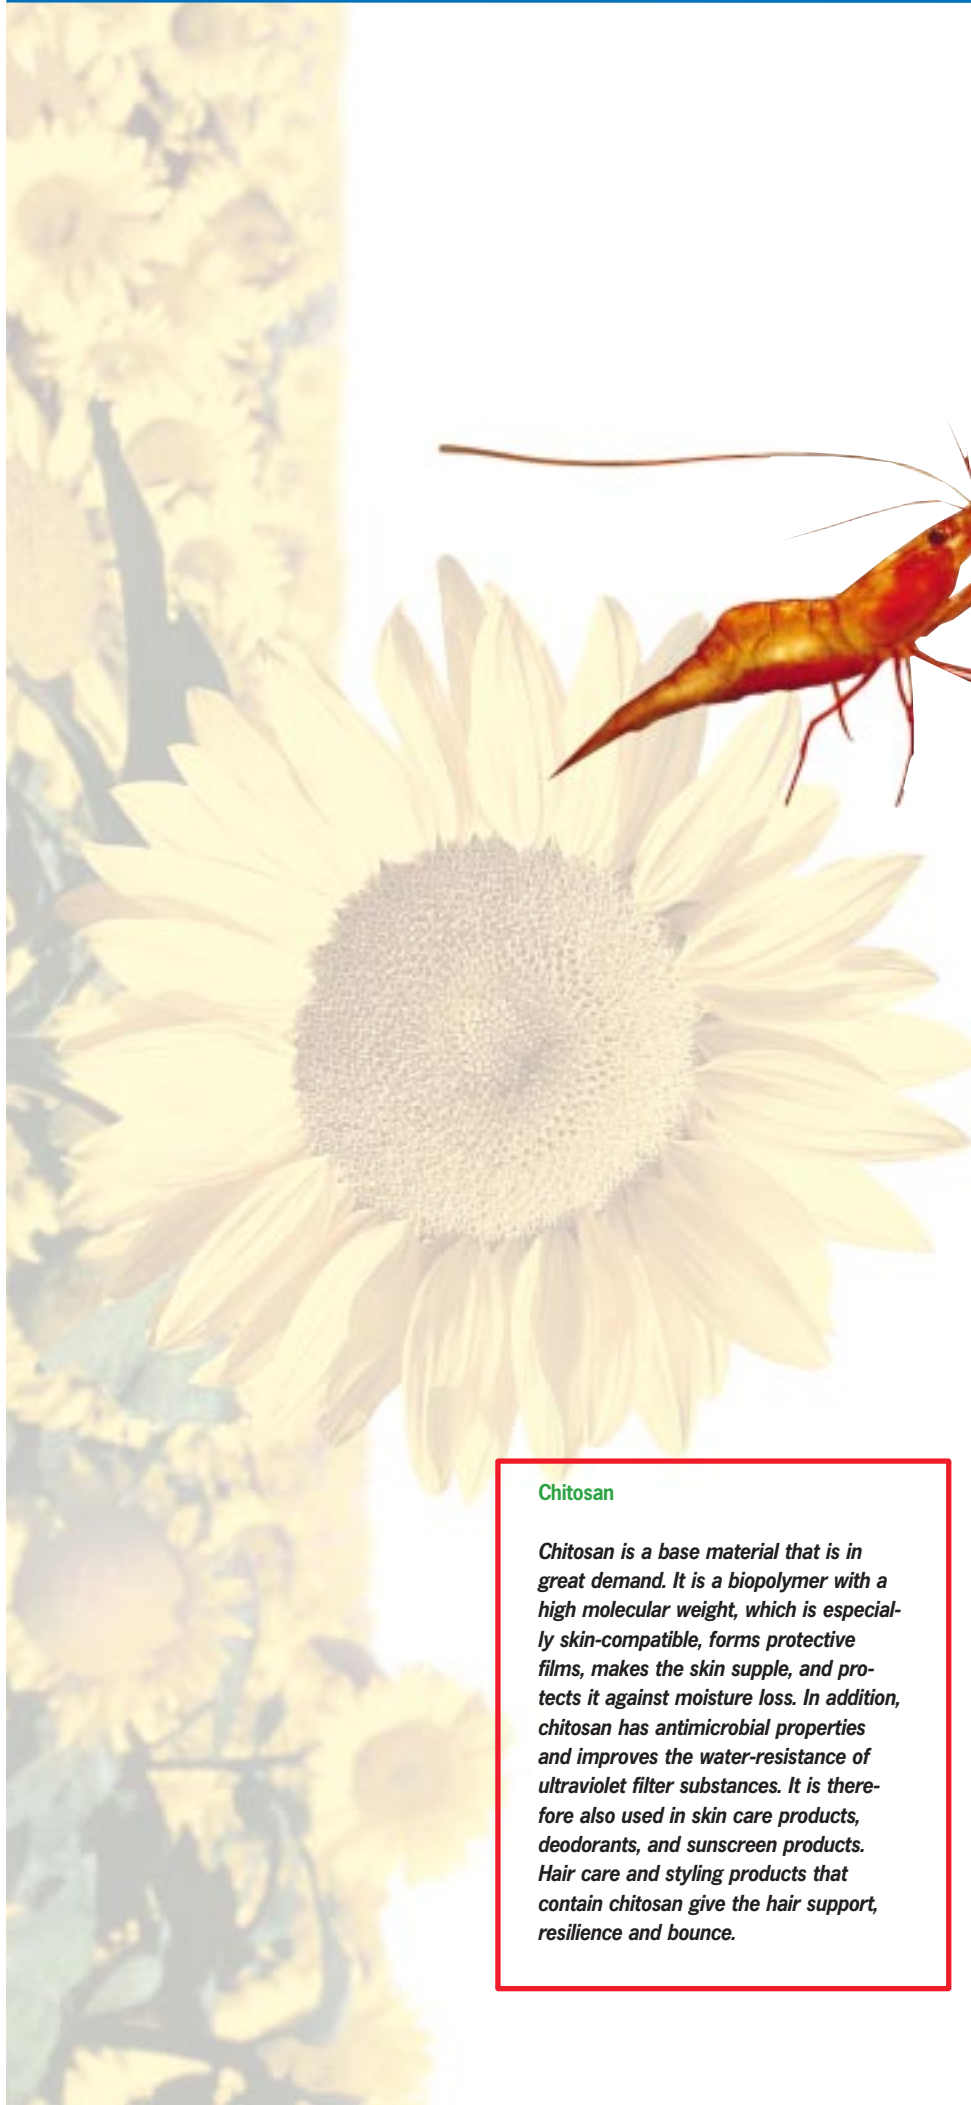 Chitosan
Chitosan is a base material that is in
great demand. It is a biopolymer with a
high molecular weight, which is especial-
ly skin-compatible, forms protective
films, makes the skin supple, and pro-
tects it against moisture loss. In addition,
chitosan has antimicrobial properties
and improves the water-resistance of
ultraviolet filter substances. It is there-
fore also used in skin care products,
deodorants, and sunscreen products.
Hair care and styling products that
contain chitosan give the hair support,
resilience and bounce.